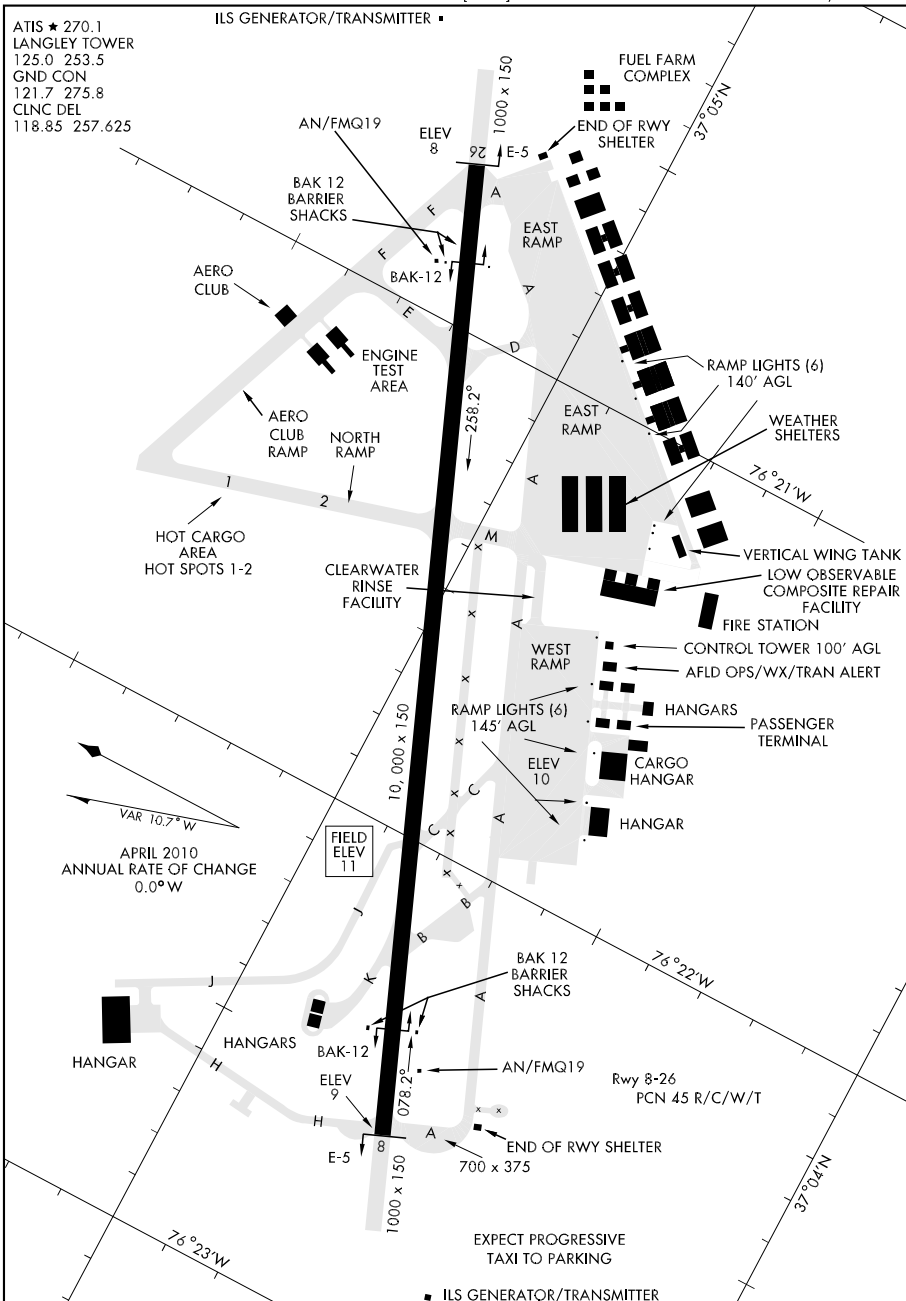 ILS GENERATOR/TRANSMITTER
ATIS ★ 270.1
LANGLEY TOWER
125.0 253.5
GND CON
121.7 275.8
CLNC DEL
118.85 257.625
FUEL FARM
COMPLEX
1000 x 150
37°05'N
AN/FMQ19
ELEV
8
26
E-5
END OF RWY
SHELTER
BAK 12
BARRIER
SHACKS
A
F
EAST
RAMP
F
BAK-12
AERO
CLUB
A
E
D
ENGINE
TEST
AREA
RAMP LIGHTS (6)
140' AGL
258.2°
EAST
RAMP
WEATHER
SHELTERS
AERO
CLUB
RAMP
NORTH
RAMP
76°21'W
1
2
A
HOT CARGO
AREA
HOT SPOTS 1-2
M
x
VERTICAL WING TANK
CLEARWATER
RINSE
FACILITY
LOW OBSERVABLE
COMPOSITE REPAIR
FACILITY
x
A
FIRE STATION
WEST
RAMP
CONTROL TOWER 100' AGL
x
AFLD OPS/WX/TRAN ALERT
RAMP LIGHTS (6)
145' AGL
HANGARS
x
PASSENGER
TERMINAL
10,000 x 150
x
ELEV
10
CARGO
HANGAR
C
x
VAR 10.7° W
A
C
x
HANGAR
FIELD
ELEV
11
APRIL 2010
ANNUAL RATE OF CHANGE
0.0° W
x
x
x
B
J
B
76°22'W
BAK 12
BARRIER
SHACKS
K
J
A
HANGARS
BAK-12
HANGAR
H
078.2°
AN/FMQ19
Rwy 8-26
PCN 45 R/C/W/T
ELEV
9
x x
H
A
END OF RWY SHELTER
8
E-5
700 x 375
1000 x 150
37°04'N
76°23'W
EXPECT PROGRESSIVE
TAXI TO PARKING
ILS GENERATOR/TRANSMITTER